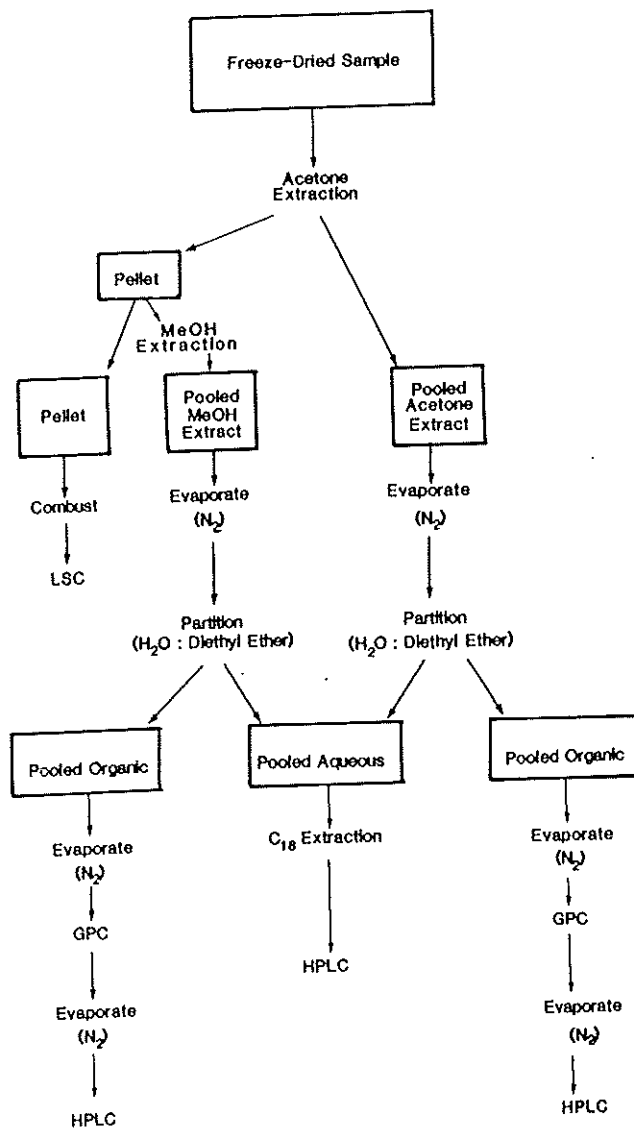 Freeze-Dried Sample
Acetone
Extraction
Pellet
MeOH
Extraction
Pellet
Pooled
MeOH
Extract
Pooled
Acetone
Extract
Combust
Evaporate
(N₂)
Evaporate
(N₂)
LSC
Partition
(H₂O : Diethyl Ether)
Partition
(H₂O : Diethyl Ether)
Pooled Organic
Pooled Aqueous
Pooled Organic
Evaporate
(N₂)
C₁₈ Extraction
Evaporate
(N₂)
GPC
HPLC
GPC
Evaporate
(N₂)
Evaporate
(N₂)
HPLC
HPLC